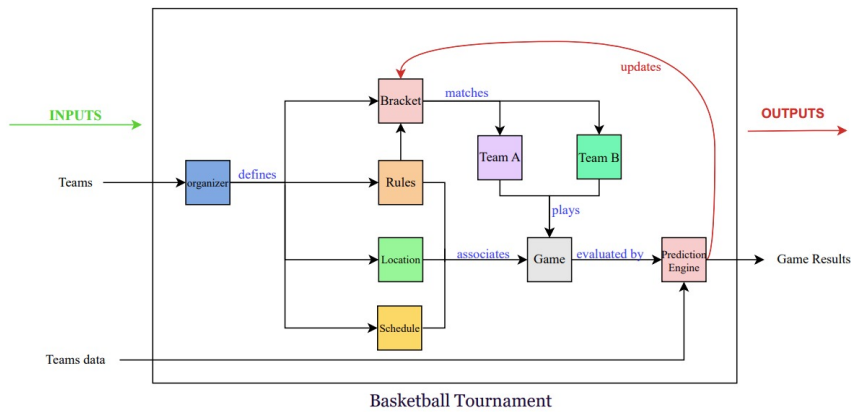 updates
INPUTS
Bracket
matches
OUTPUTS
Team A
Team B
Teams
organizer
defines
Rules
plays
Location
associates
Game
evaluated by
Prediction
Engine
Game Results
Schedule
Teams data
Basketball Tournament